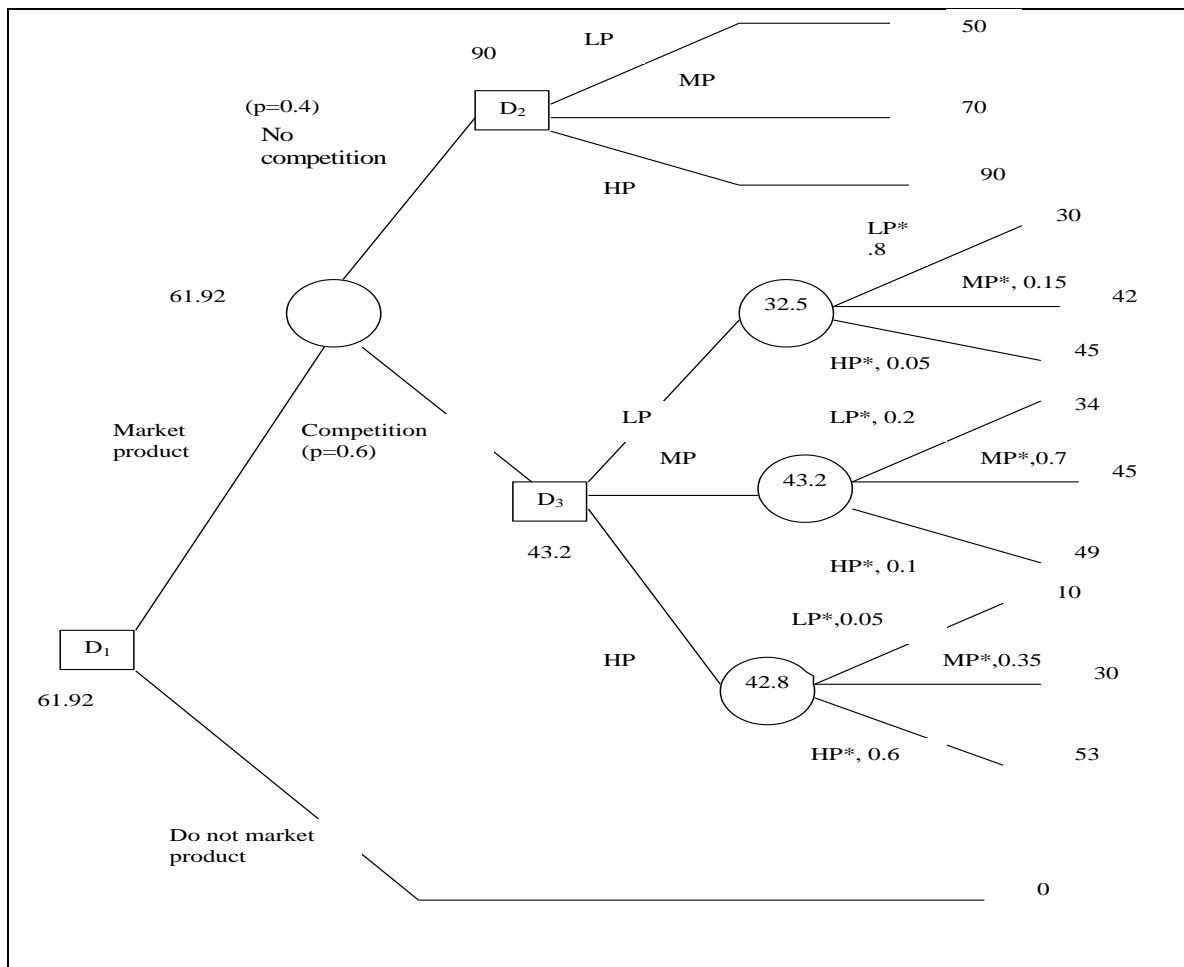 50
LP
90
MP
(p=0.4)
D₂
70
No
competition
HP
90
30
LP*
.8
MP*, 0.15
61.92
32.5
42
45
HP*, 0.05
34
LP
LP*, 0.2
Market
product
Competition
(p=0.6)
MP
MP*,0.7
45
43.2
D₃
43.2
49
HP*, 0.1
10
LP*,0.05
D₁
HP
MP*,0.35
30
42.8
61.92
HP*, 0.6
53
Do not market
product
0